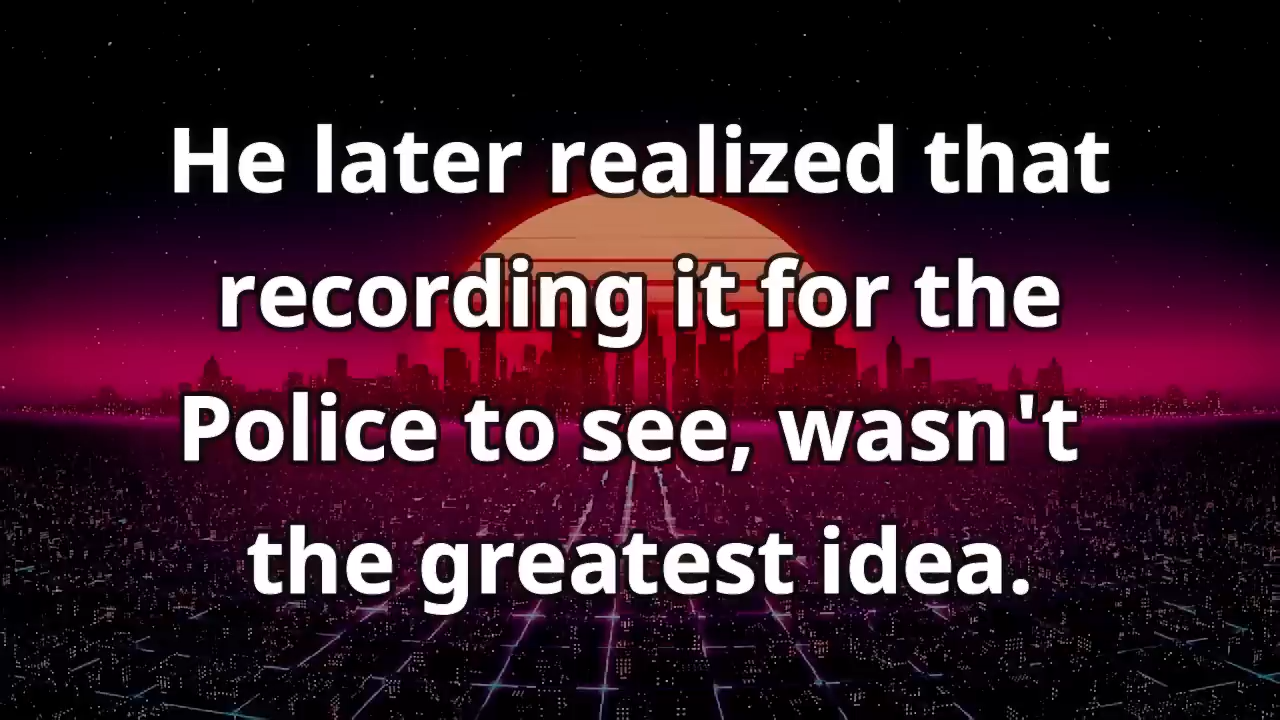 He later realized that
recording it for the
Police to see, wasn't
the greatest idea.